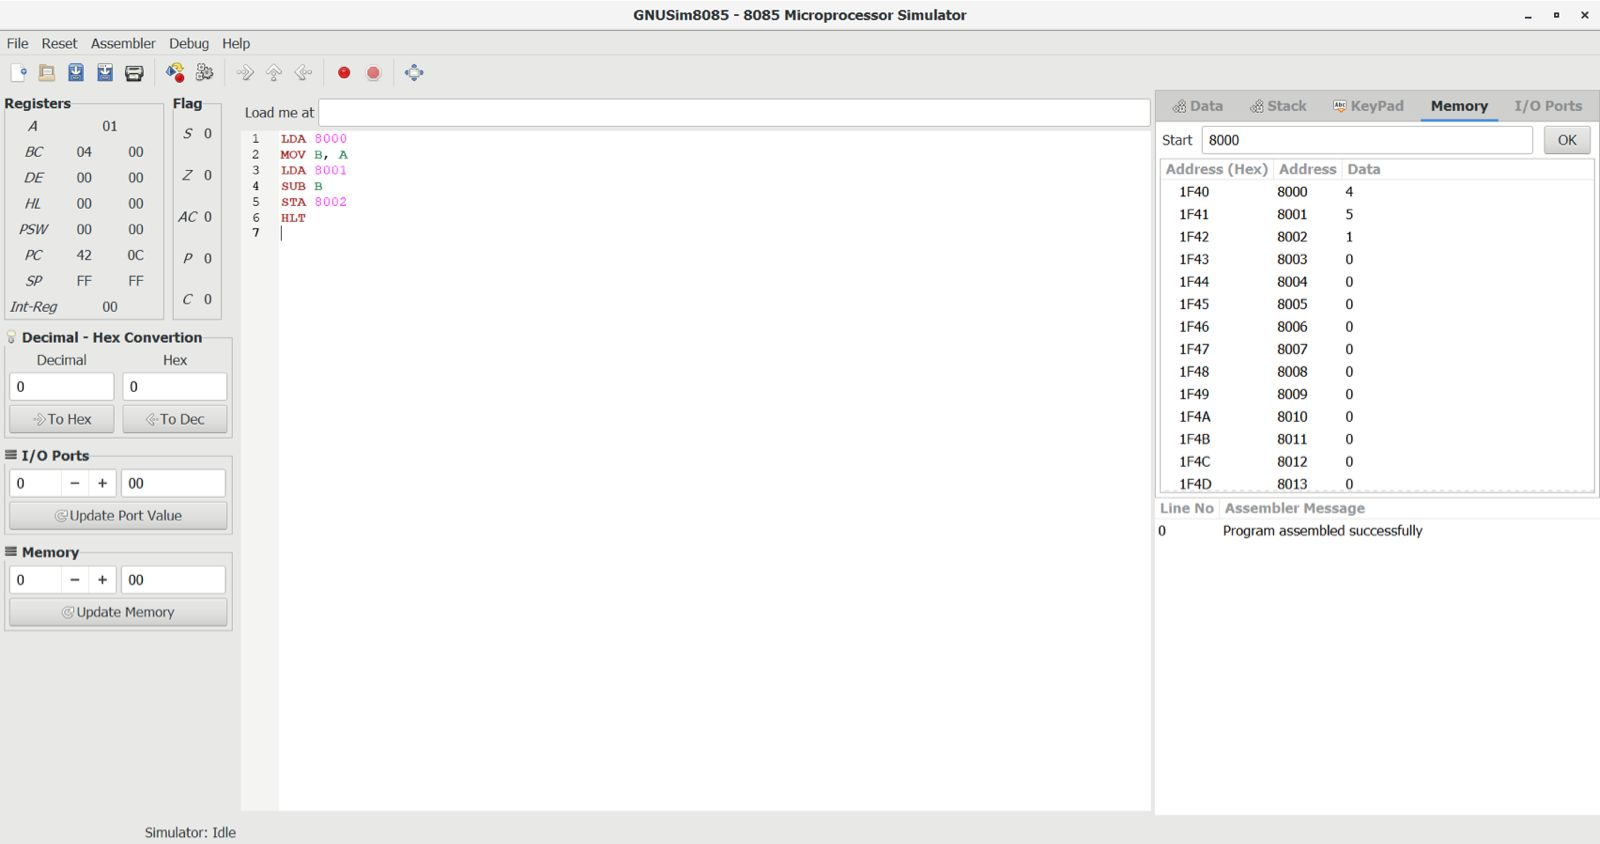 GNUSim8085 - 8085 Microprocessor Simulator
File Reset Assembler Debug Help
Registers
A 01
BC 04 00
DE 00 00
HL 00 00
PSW 00 00
PC 42 0C
SP FF FF
Int-Reg 00
Flag
S 0
Z 0
AC 0
P 0
C 0
Decimal - Hex Convertion
Decimal Hex
0 0
To Hex To Dec
I/O Ports
0 − + 00
Update Port Value
Memory
0 − + 00
Update Memory
Load me at
1 LDA 8000
2 MOV B, A
3 LDA 8001
4 SUB B
5 STA 8002
6 HLT
7
Data Stack KeyPad Memory I/O Ports
Start 8000 OK
Address (Hex) Address Data
1F40 8000 4
1F41 8001 5
1F42 8002 1
1F43 8003 0
1F44 8004 0
1F45 8005 0
1F46 8006 0
1F47 8007 0
1F48 8008 0
1F49 8009 0
1F4A 8010 0
1F4B 8011 0
1F4C 8012 0
1F4D 8013 0
Line No Assembler Message
0 Program assembled successfully
Simulator: Idle